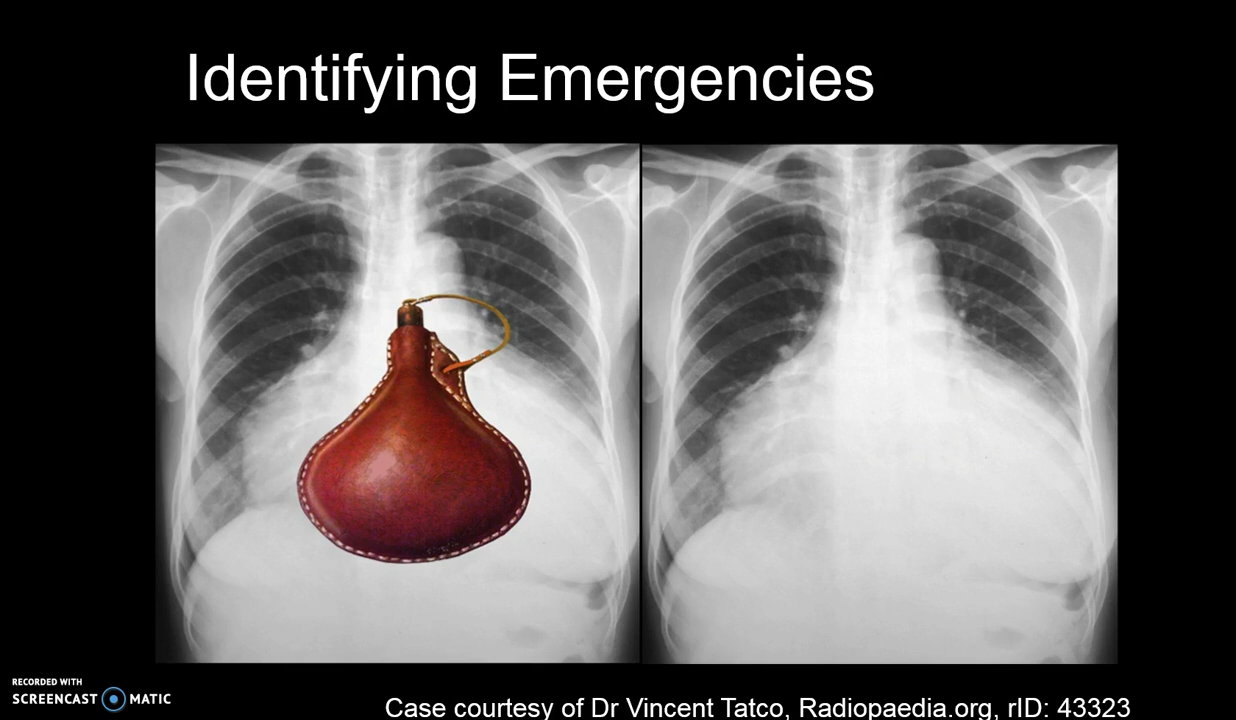 Identifying Emergencies
RECORDED WITH
SCREENCAST MATIC
Case courtesy of Dr Vincent Tatco, Radiopaedia.org, rID: 43323